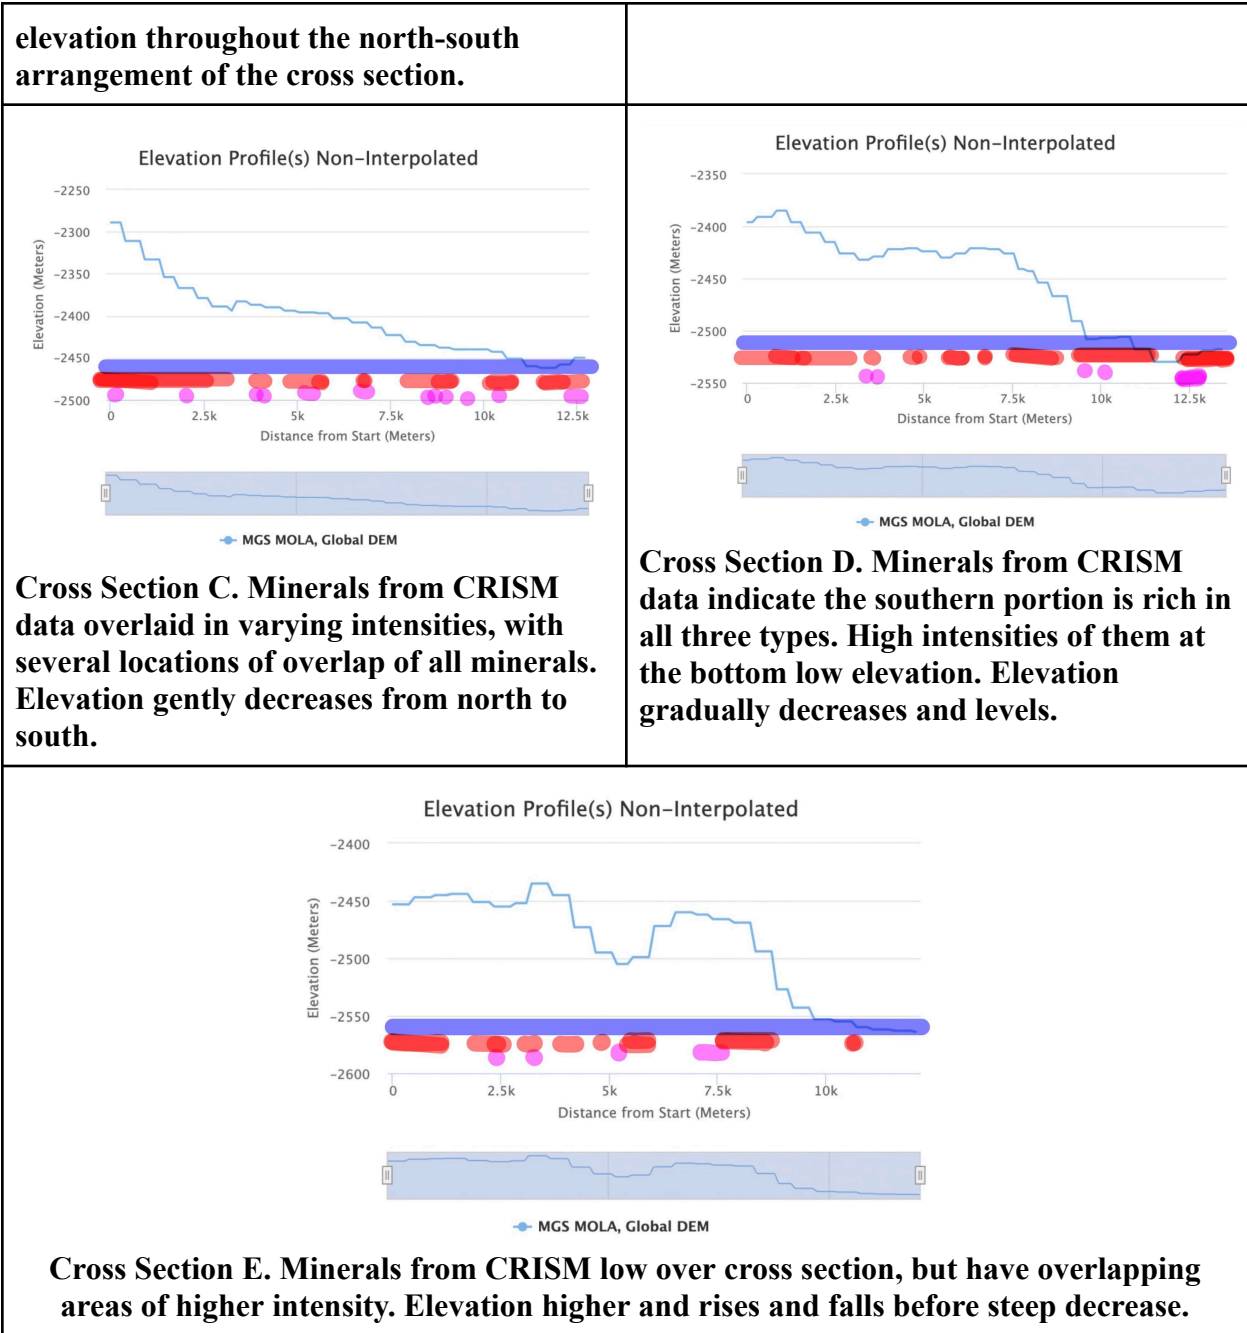 elevation throughout the north-south
arrangement of the cross section.
Elevation Profile(s) Non-Interpolated
Elevation (Meters)
-2250
-2300
-2350
-2400
-2450
-2500
0
2.5k
5k
7.5k
10k
12.5k
Distance from Start (Meters)
MGS MOLA, Global DEM
Cross Section C. Minerals from CRISM
data overlaid in varying intensities, with
several locations of overlap of all minerals.
Elevation gently decreases from north to
south.
Elevation Profile(s) Non-Interpolated
Elevation (Meters)
-2350
-2400
-2450
-2500
-2550
0
2.5k
5k
7.5k
10k
12.5k
Distance from Start (Meters)
MGS MOLA, Global DEM
Cross Section D. Minerals from CRISM
data indicate the southern portion is rich in
all three types. High intensities of them at
the bottom low elevation. Elevation
gradually decreases and levels.
Elevation Profile(s) Non-Interpolated
Elevation (Meters)
-2400
-2450
-2500
-2550
-2600
0
2.5k
5k
7.5k
10k
Distance from Start (Meters)
MGS MOLA, Global DEM
Cross Section E. Minerals from CRISM low over cross section, but have overlapping
areas of higher intensity. Elevation higher and rises and falls before steep decrease.